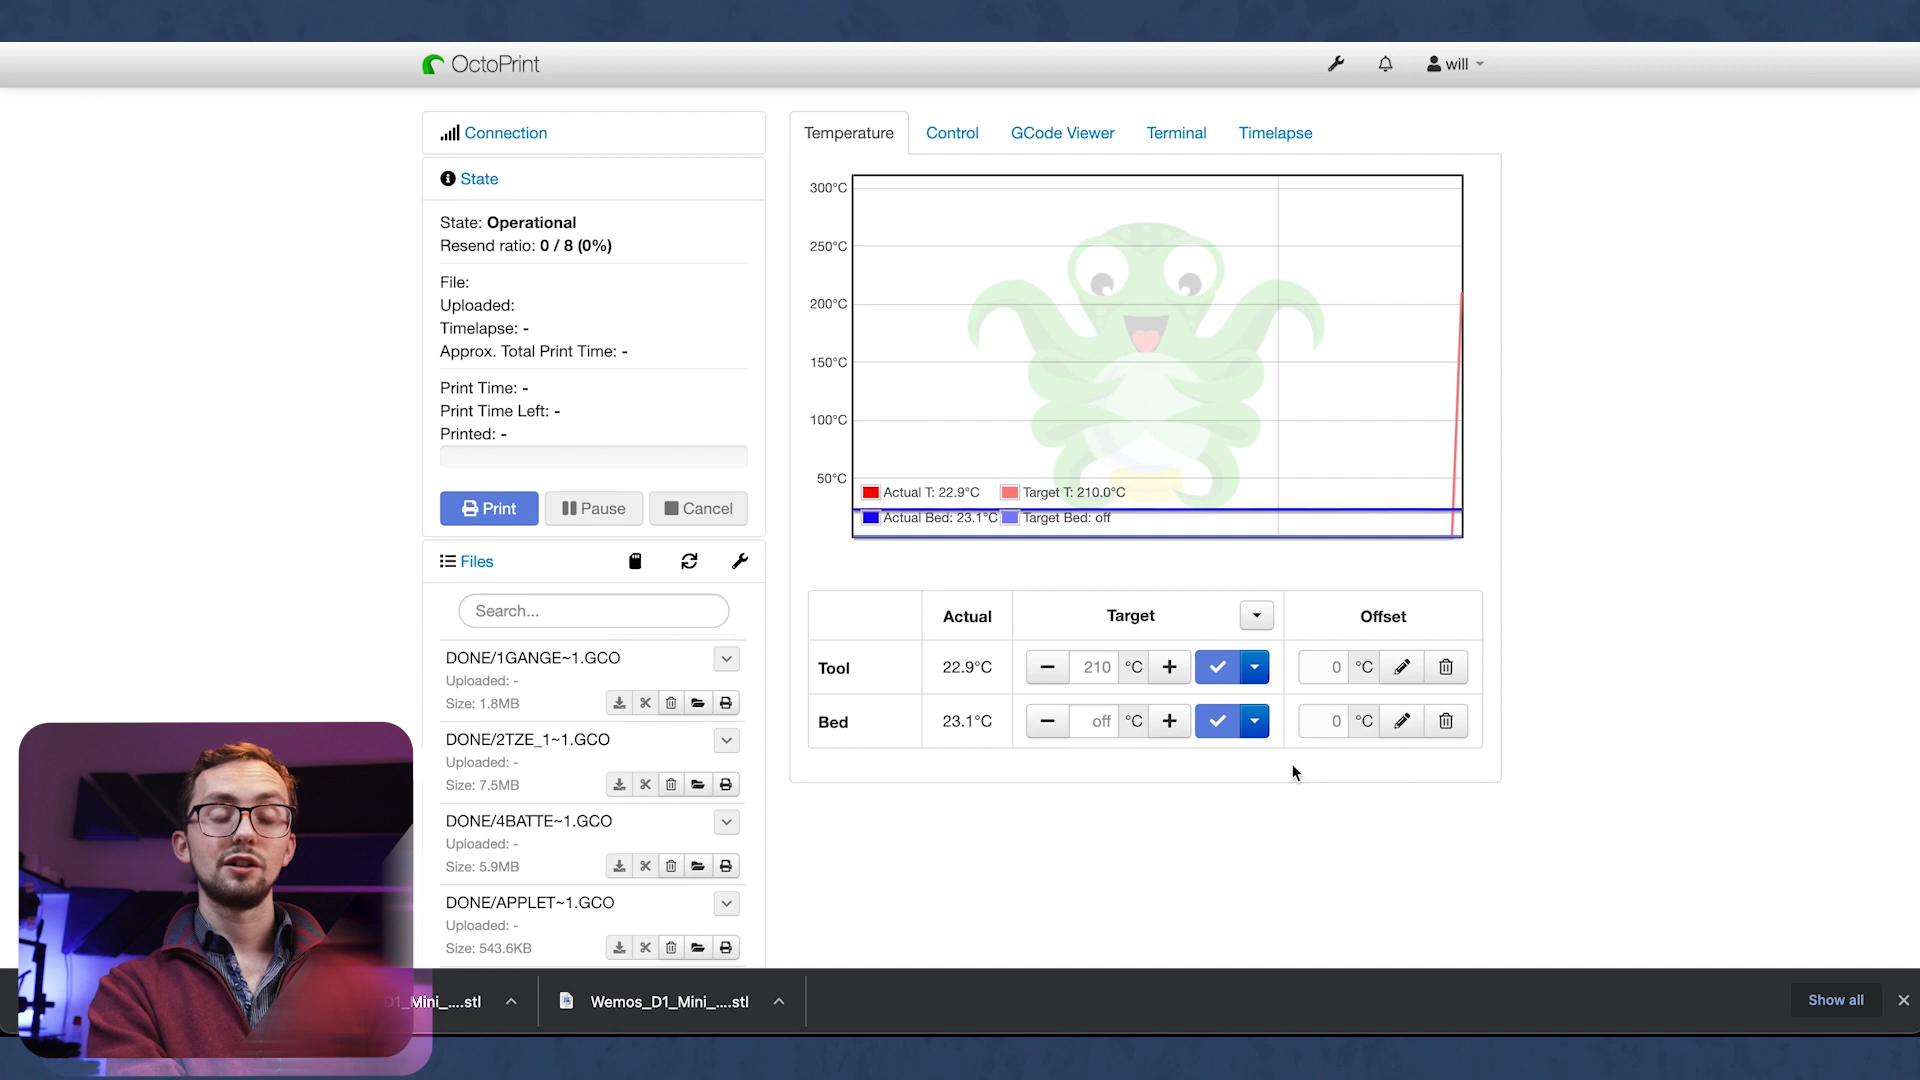 OctoPrint
will
Connection
State
State: Operational
Resend ratio: 0 / 8 (0%)
File:
Uploaded:
Timelapse: -
Approx. Total Print Time: -
Print Time: -
Print Time Left: -
Printed: -
Print
Pause
Cancel
Files
Search...
DONE/1GANGE~1.GCO
Uploaded: -
Size: 1.8MB
DONE/2TZE_1~1.GCO
Uploaded: -
Size: 7.5MB
DONE/4BATTE~1.GCO
Uploaded: -
Size: 5.9MB
DONE/APPLET~1.GCO
Uploaded: -
Size: 543.6KB
Temperature
Control
GCode Viewer
Terminal
Timelapse
300°C
250°C
200°C
150°C
100°C
50°C
Actual T: 22.9°C
Target T: 210.0°C
Actual Bed: 23.1°C
Target Bed: off
Actual
Target
Offset
Tool
22.9°C
210 °C
0 °C
Bed
23.1°C
off °C
0 °C
D1_Mini_....stl
Wemos_D1_Mini_....stl
Show all